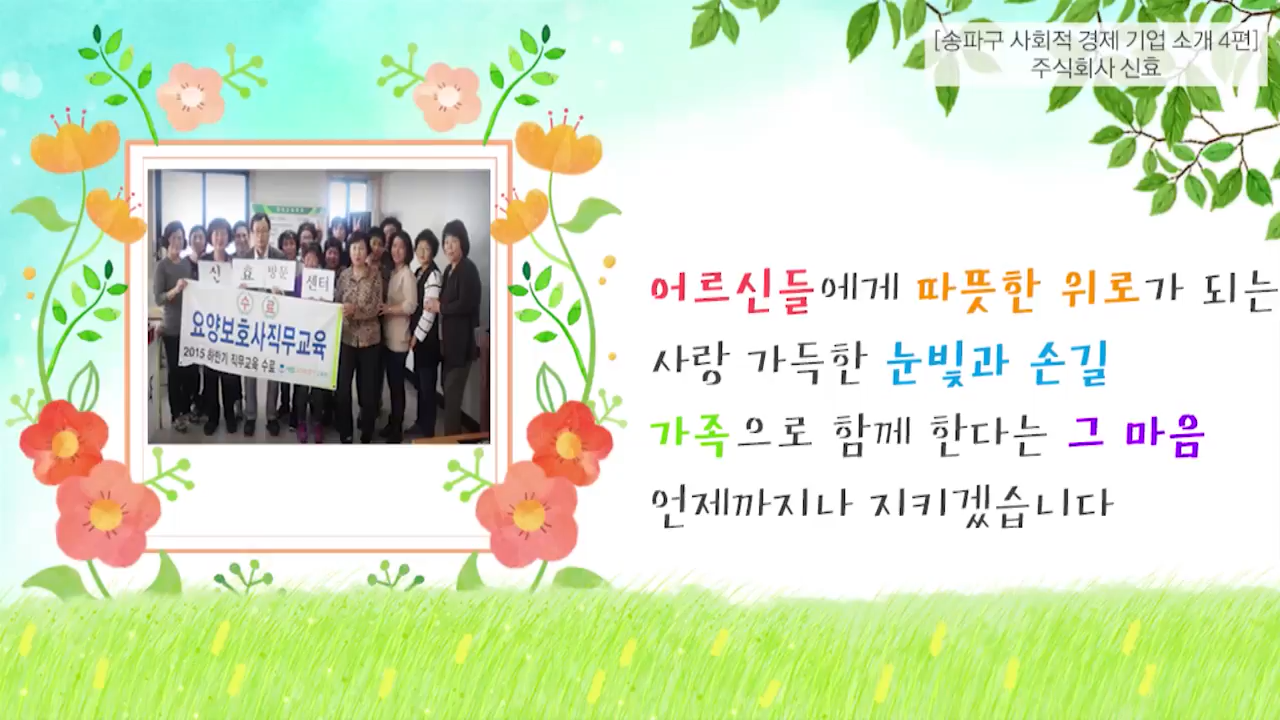 [송파구 사회적 경제 기업 소개 4편]
주식회사 신효
신 효 방문 센터
수료
요양보호사직무교육
2015 하반기 직무교육 수료
어르신들에게 따뜻한 위로가 되는
사랑 가득한 눈빛과 손길
가족으로 함께 한다는 그 마음
언제까지나 지키겠습니다